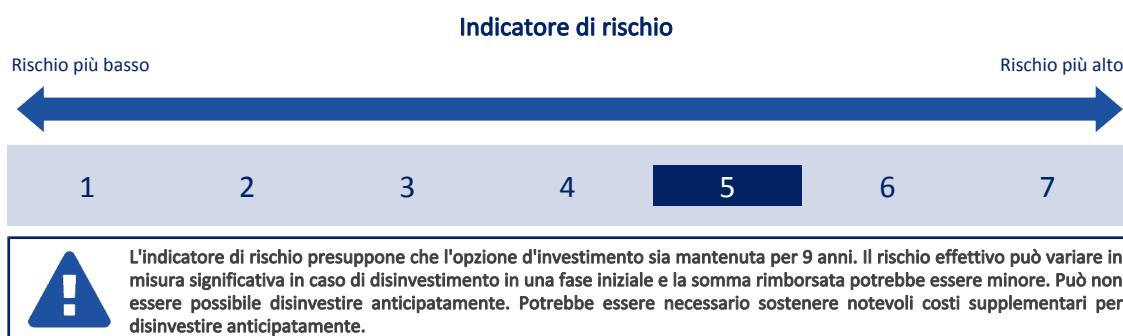 Indicatore di rischio
Rischio più basso
Rischio più alto
1 2 3 4 5 6 7
L'indicatore di rischio presuppone che l'opzione d'investimento sia mantenuta per 9 anni. Il rischio effettivo può variare in
misura significativa in caso di disinvestimento in una fase iniziale e la somma rimborsata potrebbe essere minore. Può non
essere possibile disinvestire anticipatamente. Potrebbe essere necessario sostenere notevoli costi supplementari per
disinvestire anticipatamente.